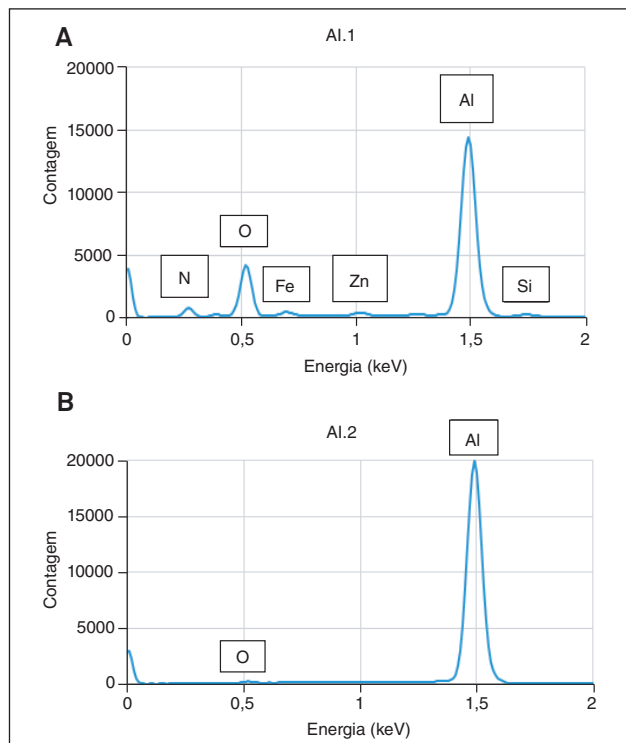 A
Al.1
20000
15000
10000
5000
0
Contagem
N
O
Fe
Zn
Al
Si
0
0,5
1
1,5
2
Energia (keV)
B
Al.2
20000
15000
10000
5000
0
Contagem
O
Al
0
0,5
1
1,5
2
Energia (keV)